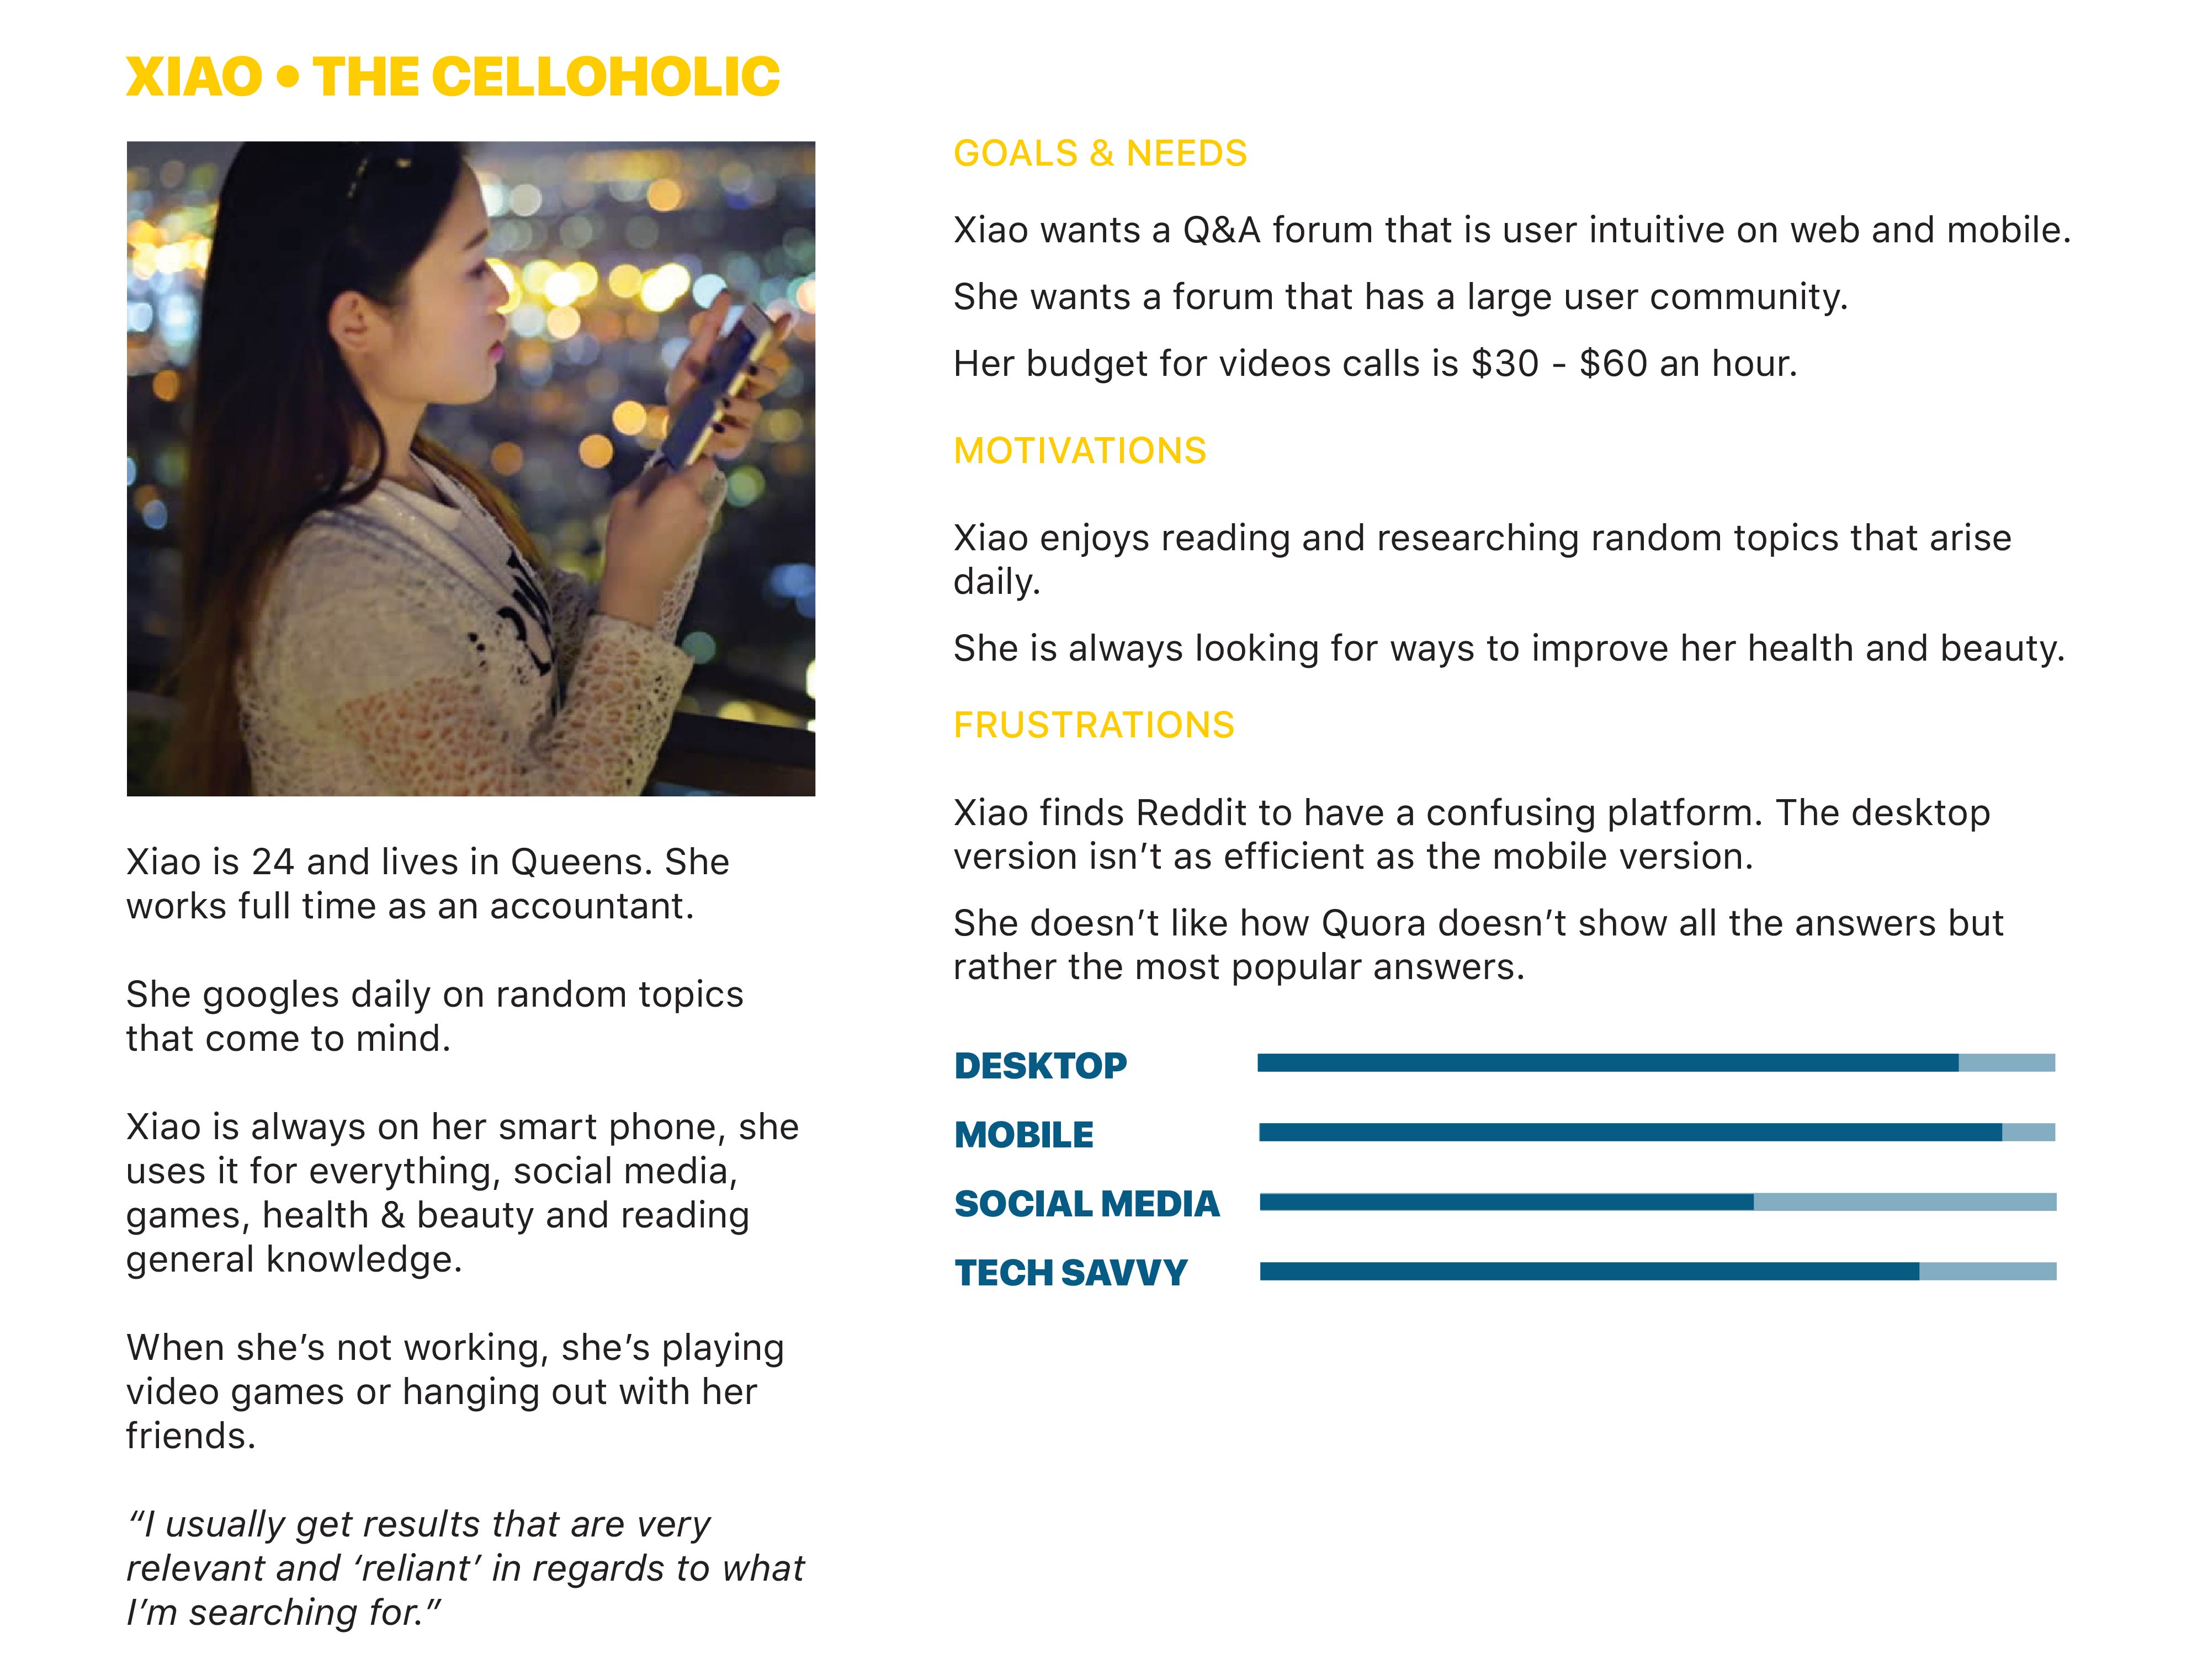 XIAO • THE CELLOHOLIC
Xiao is 24 and lives in Queens. She
works full time as an accountant.
She googles daily on random topics
that come to mind.
Xiao is always on her smart phone, she
uses it for everything, social media,
games, health & beauty and reading
general knowledge.
When she’s not working, she’s playing
video games or hanging out with her
friends.
“I usually get results that are very
relevant and ‘reliant’ in regards to what
I’m searching for.”
GOALS & NEEDS
Xiao wants a Q&A forum that is user intuitive on web and mobile.
She wants a forum that has a large user community.
Her budget for videos calls is $30 - $60 an hour.
MOTIVATIONS
Xiao enjoys reading and researching random topics that arise
daily.
She is always looking for ways to improve her health and beauty.
FRUSTRATIONS
Xiao finds Reddit to have a confusing platform. The desktop
version isn’t as efficient as the mobile version.
She doesn’t like how Quora doesn’t show all the answers but
rather the most popular answers.
DESKTOP
MOBILE
SOCIAL MEDIA
TECH SAVVY